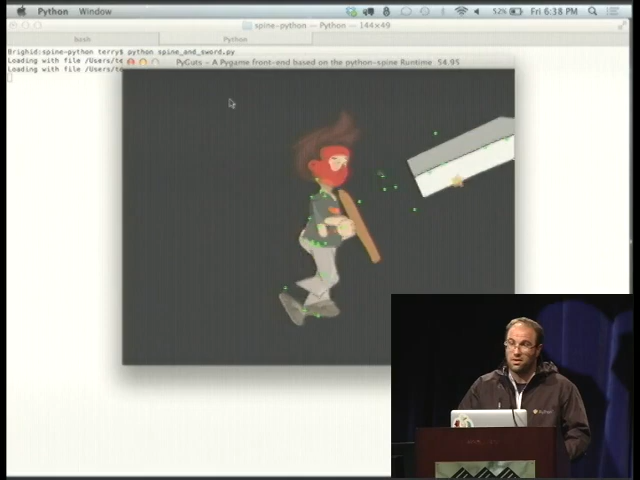 Python Window
52% Fri 6:38 PM
spine-python — Python — 144x49
bash Python
Brighid:spine-python terry$ python spine_and_sword.py
Loading with file /Users/te
Loading with file /Users/te
PyGuts - A Pygame front-end based on the python-spine Runtime 54.95